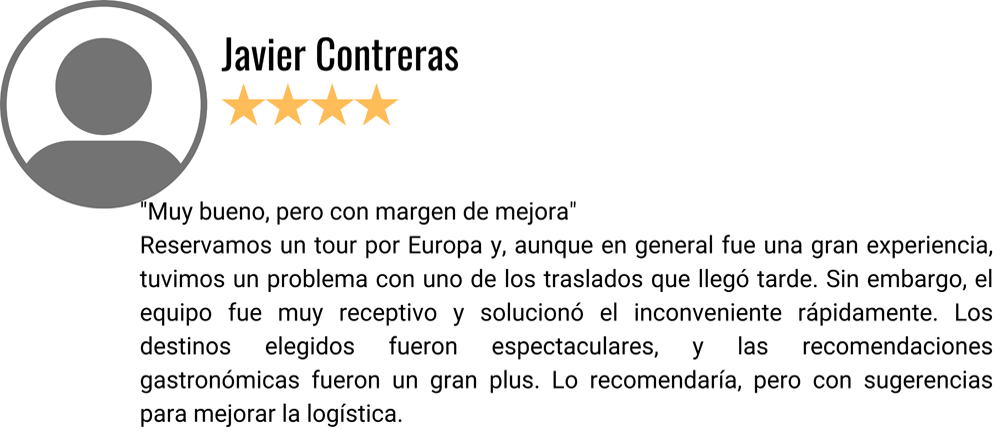 Javier Contreras
"Muy bueno, pero con margen de mejora"
Reservamos un tour por Europa y, aunque en general fue una gran experiencia,
tuvimos un problema con uno de los traslados que llegó tarde. Sin embargo, el
equipo fue muy receptivo y solucionó el inconveniente rápidamente. Los
destinos elegidos fueron espectaculares, y las recomendaciones
gastronómicas fueron un gran plus. Lo recomendaría, pero con sugerencias
para mejorar la logística.